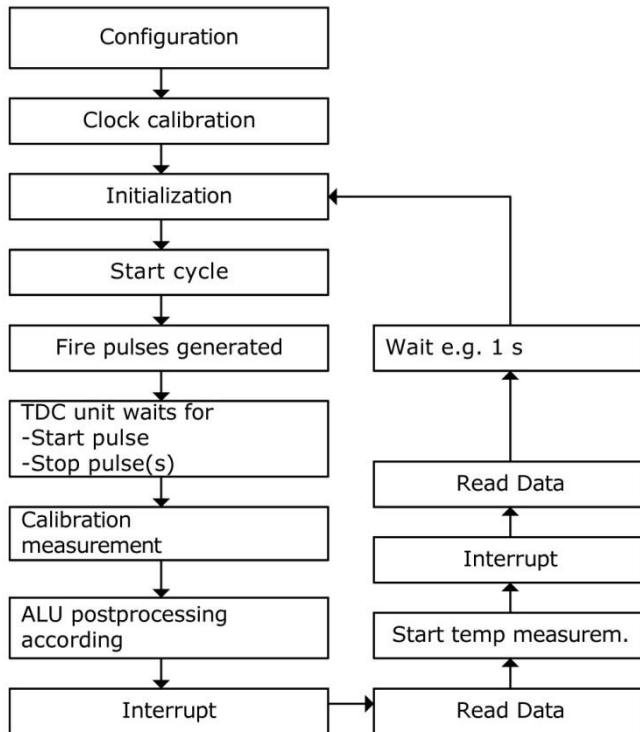 Configuration
Clock calibration
Initialization
Start cycle
Fire pulses generated
TDC unit waits for
-Start pulse
-Stop pulse(s)
Calibration
measurement
ALU postprocessing
according
Interrupt
Read Data
Start temp measurem.
Interrupt
Read Data
Wait e.g. 1 s